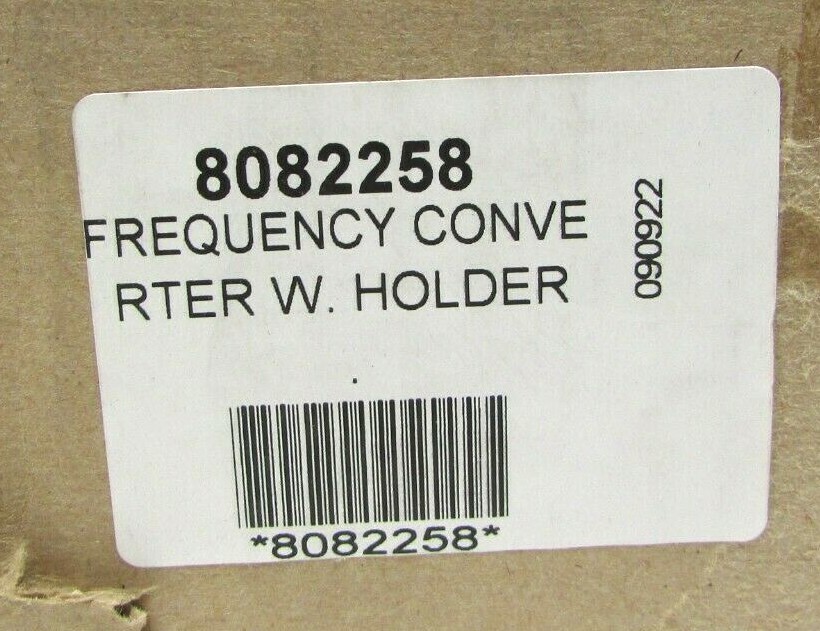 8082258
FREQUENCY CONVE
RTER W. HOLDER
090922
*8082258*